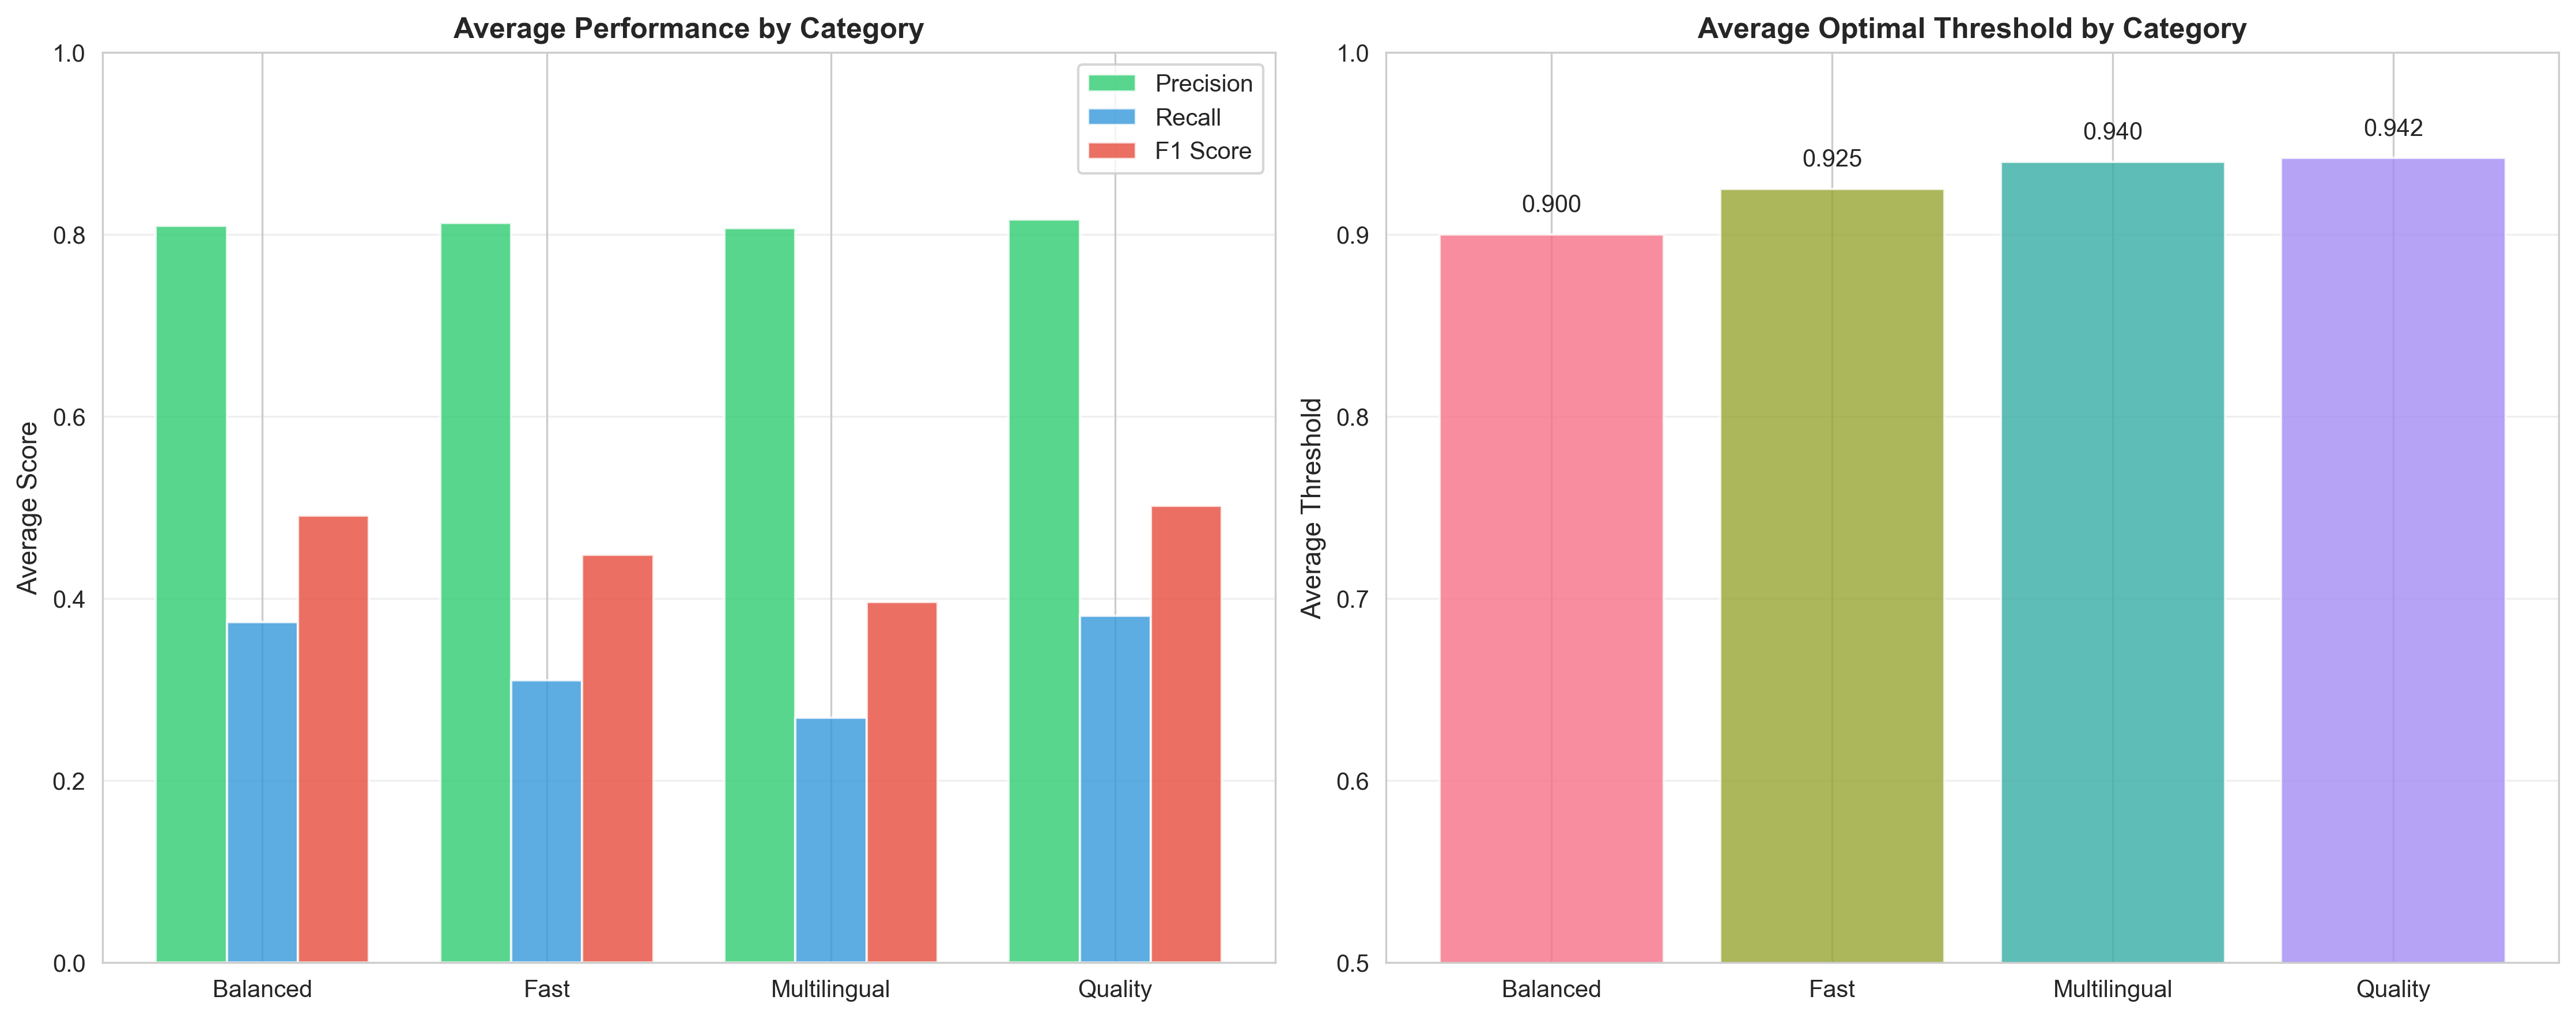 Average Performance by Category
Average Score
1.0
0.8
0.6
0.4
0.2
0.0
Precision
Recall
F1 Score
Balanced Fast Multilingual Quality
Average Optimal Threshold by Category
Average Threshold
1.0
0.9
0.8
0.7
0.6
0.5
0.900
0.925
0.940
0.942
Balanced Fast Multilingual Quality